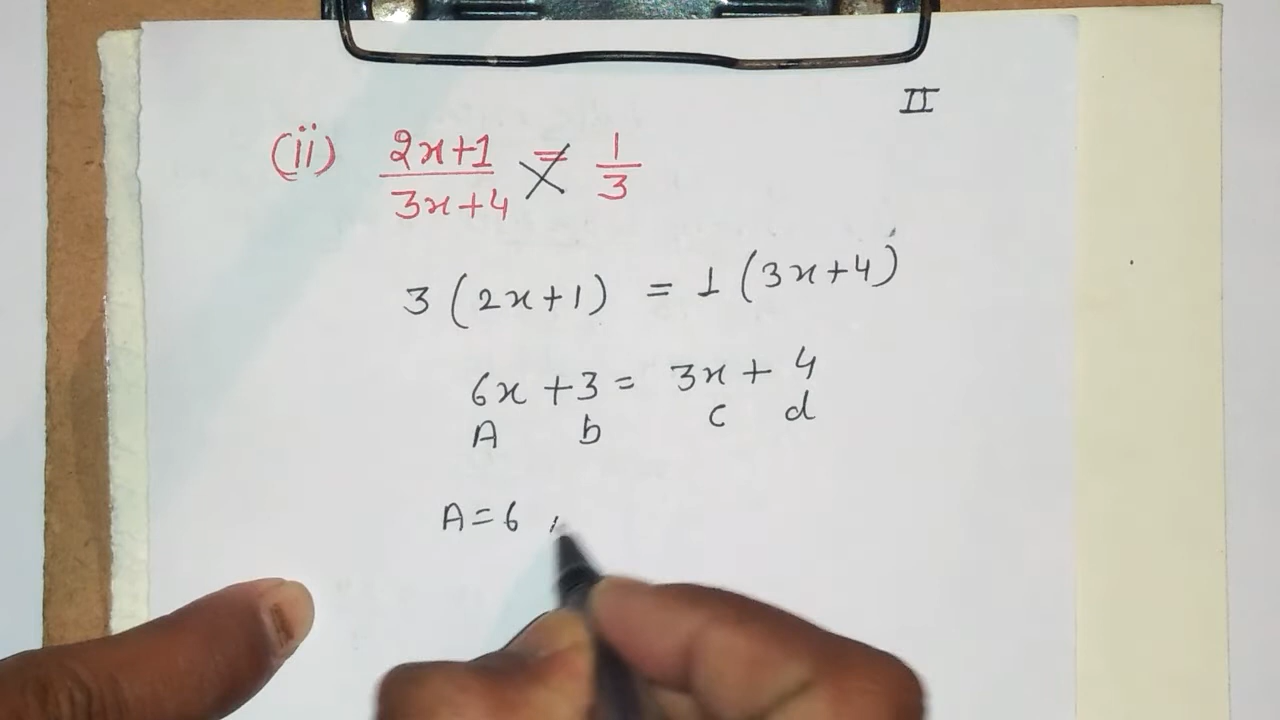 II
(ii) (2x+1)/(3x+4) = 1/3
3(2x+1) = 1(3x+4)
6x+3 = 3x+4
A b c d
A=6